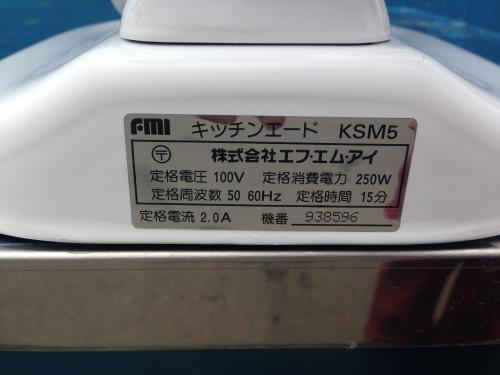 FMI キッチンエード KSM5
〒 株式会社エフ・エム・アイ
定格電圧 100V 定格消費電力 250W
定格周波数 50 60Hz 定格時間 15分
定格電流 2.0A 機番 938596